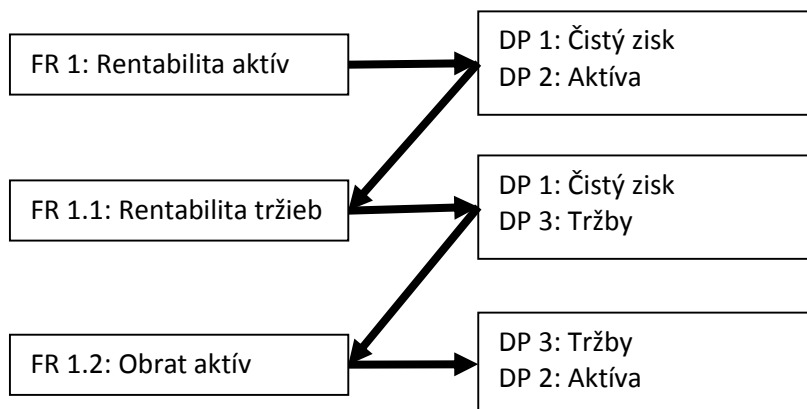 FR 1: Rentabilita aktív
DP 1: Čistý zisk
DP 2: Aktíva
FR 1.1: Rentabilita tržieb
DP 1: Čistý zisk
DP 3: Tržby
FR 1.2: Obrat aktív
DP 3: Tržby
DP 2: Aktíva